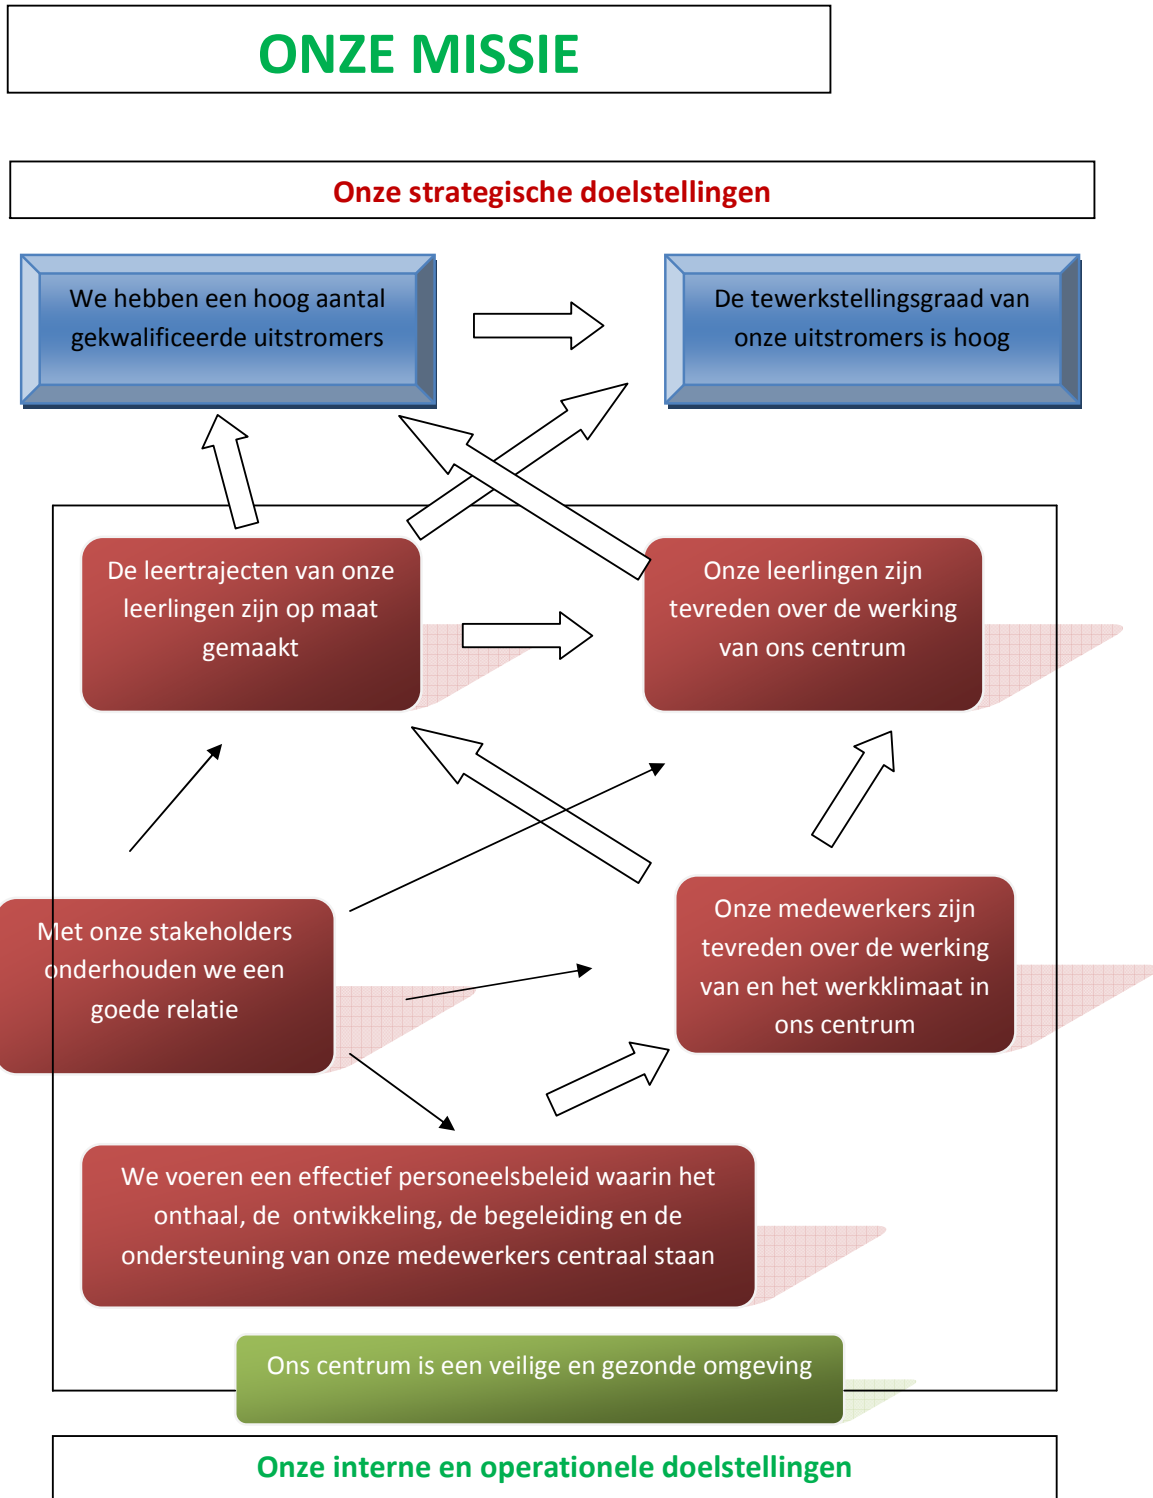 ONZE MISSIE
Onze strategische doelstellingen
We hebben een hoog aantal
gekwalificeerde uitstromers
De tewerkstellingsgraad van
onze uitstromers is hoog
De leertrajecten van onze
leerlingen zijn op maat
gemaakt
Onze leerlingen zijn
tevreden over de werking
van ons centrum
Met onze stakeholders
onderhouden we een
goede relatie
Onze medewerkers zijn
tevreden over de werking
van en het werkklimaat in
ons centrum
We voeren een effectief personeelsbeleid waarin het
onthaal, de ontwikkeling, de begeleiding en de
ondersteuning van onze medewerkers centraal staan
Ons centrum is een veilige en gezonde omgeving
Onze interne en operationele doelstellingen